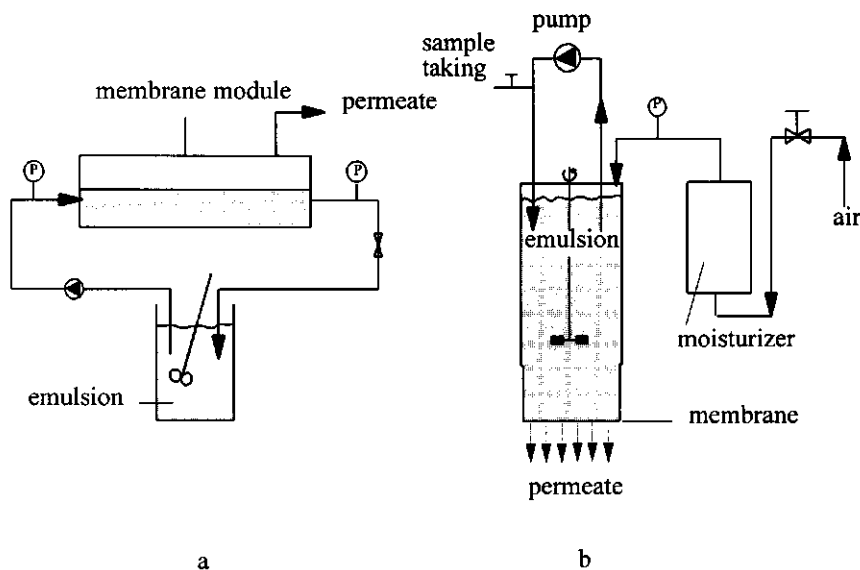 membrane module
permeate
P
P
emulsion
a
pump
sample
taking
P
emulsion
air
moisturizer
membrane
permeate
b